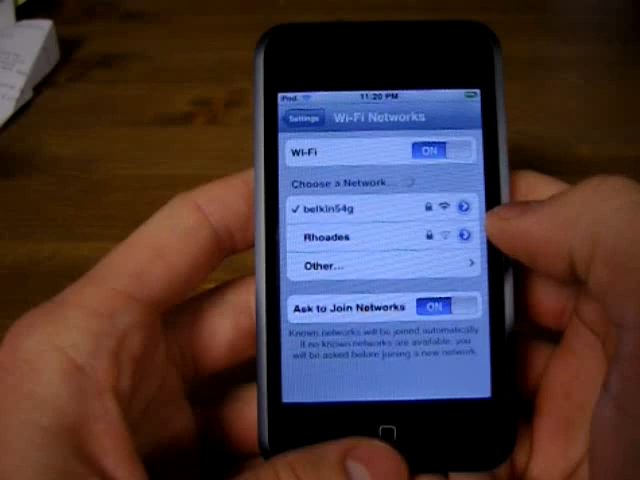 iPod 11:20 PM
Settings Wi-Fi Networks
Wi-Fi ON
Choose a Network...
✓ belkin54g
Rhoades
Other...
Ask to Join Networks ON
Known networks will be joined automatically.
If no known networks are available, you
will be asked before joining a new network.